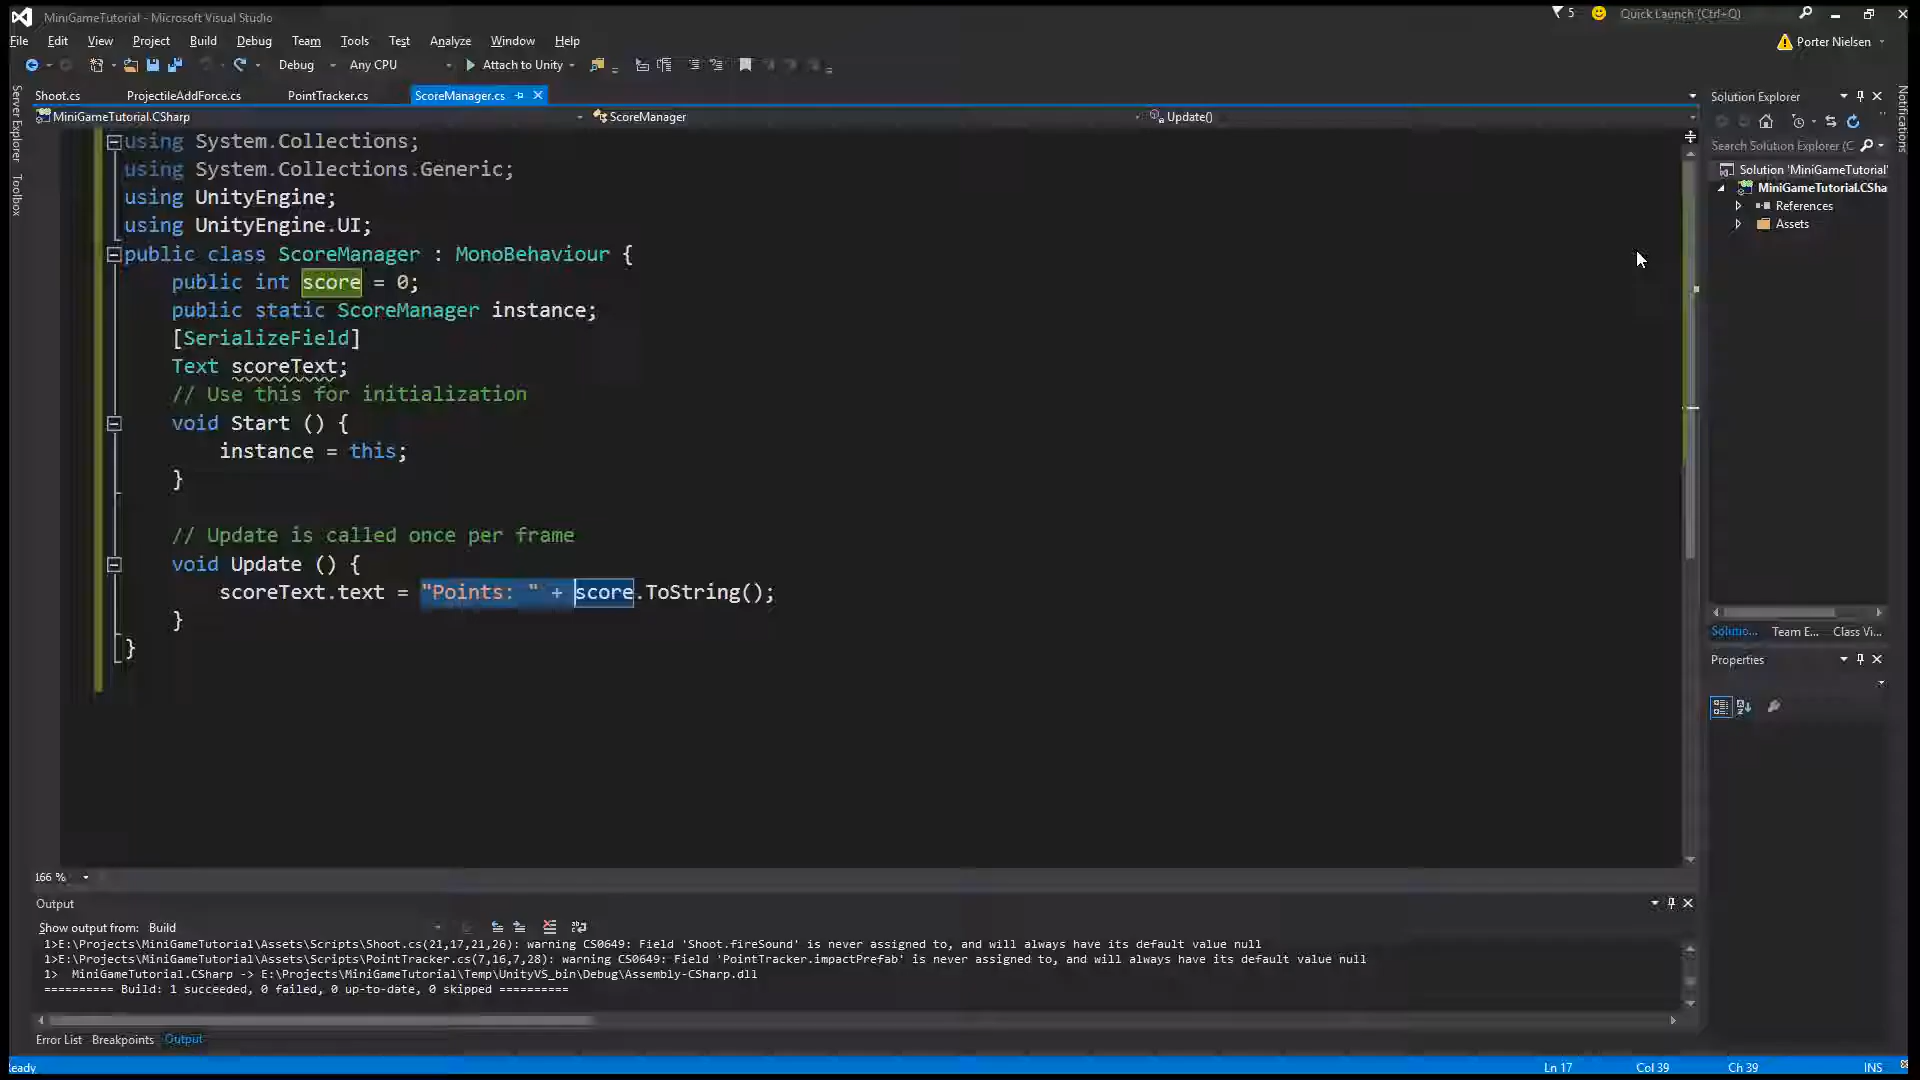 MiniGameTutorial - Microsoft Visual Studio
5
Quick Launch (Ctrl+Q)
File Edit View Project Build Debug Team Tools Test Analyze Window Help
Porter Nielsen
Debug Any CPU Attach to Unity
Server Explorer
Toolbox
Notifications
Shoot.cs ProjectileAddForce.cs PointTracker.cs ScoreManager.cs
MiniGameTutorial.CSharp ScoreManager Update()
using System.Collections;
using System.Collections.Generic;
using UnityEngine;
using UnityEngine.UI;
public class ScoreManager : MonoBehaviour {
public int score = 0;
public static ScoreManager instance;
[SerializeField]
Text scoreText;
// Use this for initialization
void Start () {
instance = this;
}
// Update is called once per frame
void Update () {
scoreText.text = "Points: " + score.ToString();
}
}
166 %
Solution Explorer
Search Solution Explorer (C
Solution 'MiniGameTutorial'
MiniGameTutorial.CSha
References
Assets
Solutio... Team E... Class Vi...
Properties
Output
Show output from: Build
1>E:\Projects\MiniGameTutorial\Assets\Scripts\Shoot.cs(21,17,21,26): warning CS0649: Field 'Shoot.fireSound' is never assigned to, and will always have its default value null
1>E:\Projects\MiniGameTutorial\Assets\Scripts\PointTracker.cs(7,16,7,28): warning CS0649: Field 'PointTracker.impactPrefab' is never assigned to, and will always have its default value null
1> MiniGameTutorial.CSharp -> E:\Projects\MiniGameTutorial\Temp\UnityVS_bin\Debug\Assembly-CSharp.dll
========== Build: 1 succeeded, 0 failed, 0 up-to-date, 0 skipped ==========
Error List Breakpoints Output
eady Ln 17 Col 39 Ch 39 INS